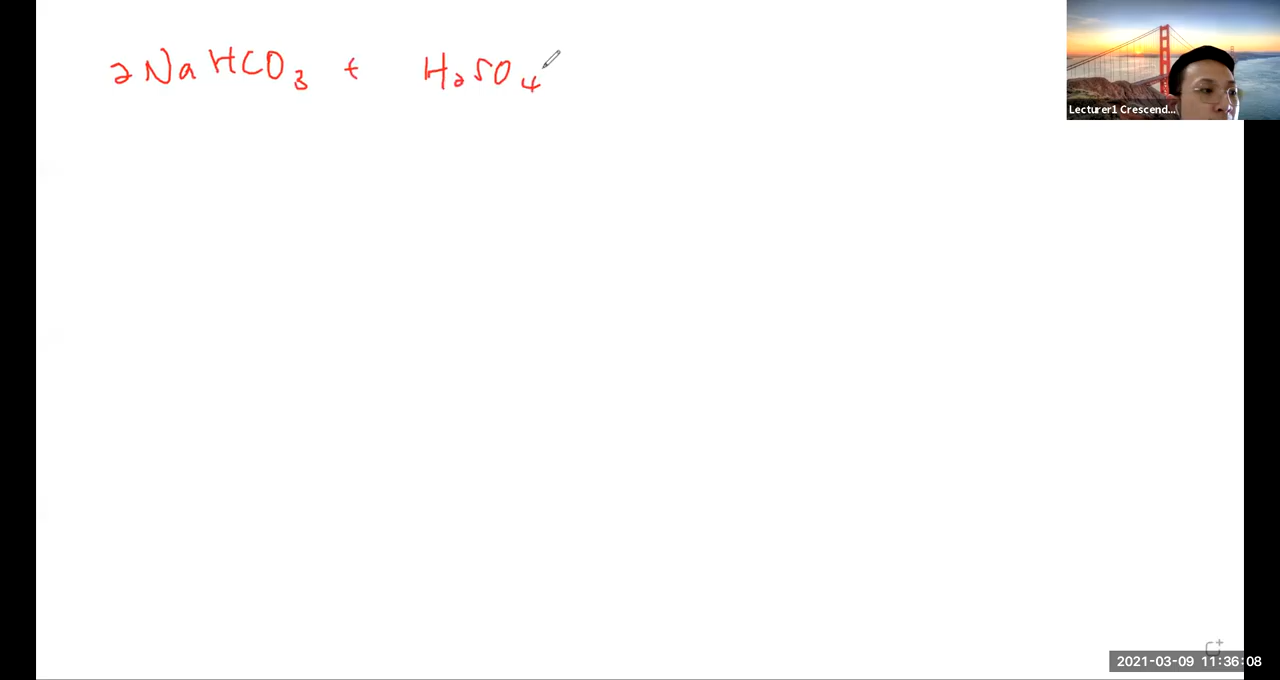 2NaHCO₃ + H₂SO₄
Lecturer1 Crescend...
2021-03-09 11:36:08